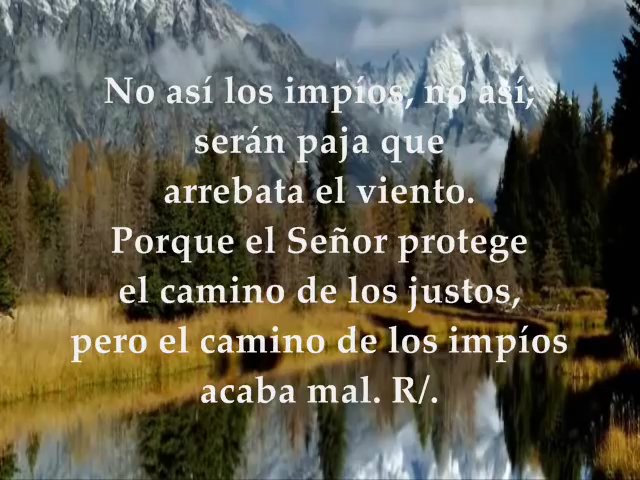 No así los impíos, no así;
serán paja que
arrebata el viento.
Porque el Señor protege
el camino de los justos,
pero el camino de los impíos
acaba mal. R/.